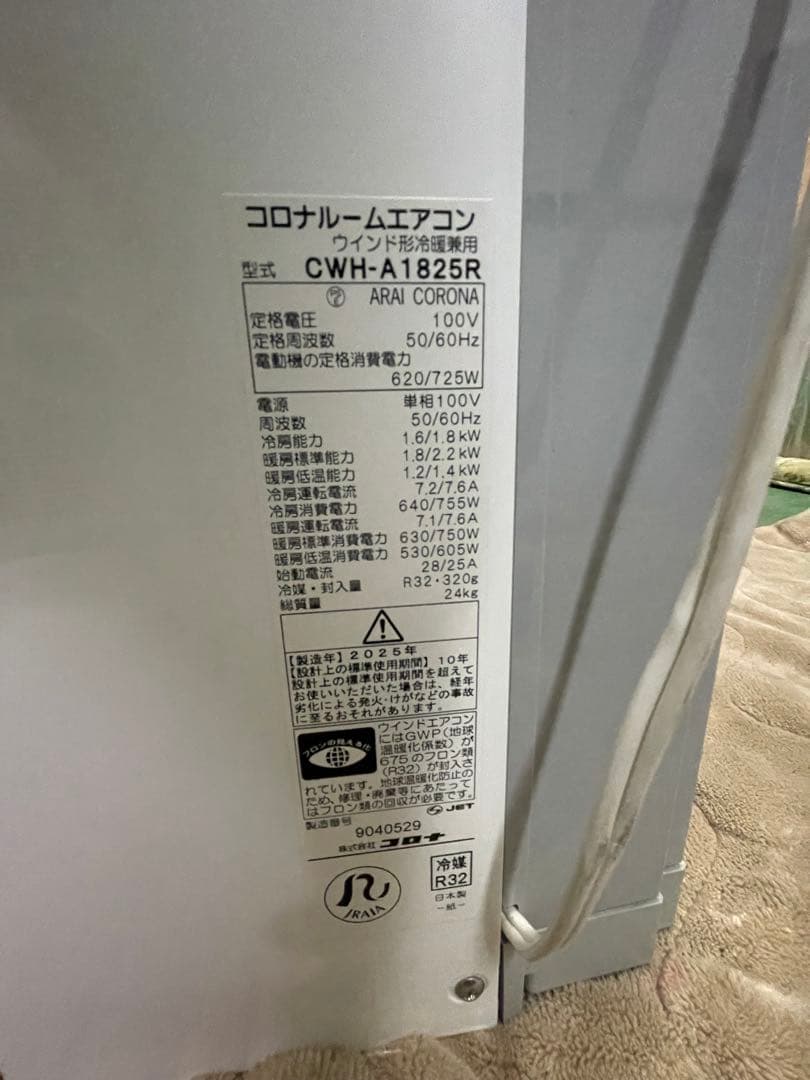 コロナルームエアコン
ウインド形冷暖兼用
型式 CWH-A1825R
ARAI CORONA
定格電圧 100V
定格周波数 50/60Hz
電動機の定格消費電力
620/725W
電源 単相100V
周波数 50/60Hz
冷房能力 1.6/1.8kW
暖房標準能力 1.8/2.2kW
暖房低温能力 1.2/1.4kW
冷房運転電流 7.2/7.6A
冷房消費電力 640/755W
暖房運転電流 7.1/7.6A
暖房標準消費電力 630/750W
暖房低温消費電力 530/605W
始動電流 28/25A
冷媒・封入量 R32・320g
総質量 24kg
【製造年】2025年
【設計上の標準使用期間】10年
設計上の標準使用期間を超えて
お使いいただいた場合は、経年
劣化による発火・けがなどの事故
に至るおそれがあります。
フロンの見える化
ウインドエアコン
にはGWP(地球
温暖化係数)が
675のフロン類
(R32)が封入さ
れています。地球温暖化防止の
ため、修理・廃棄等にあたって
はフロン類の回収が必要です。
JET
製造番号
9040529
株式会社 コロナ
JRAIA
冷媒
R32
日本製
-紙-